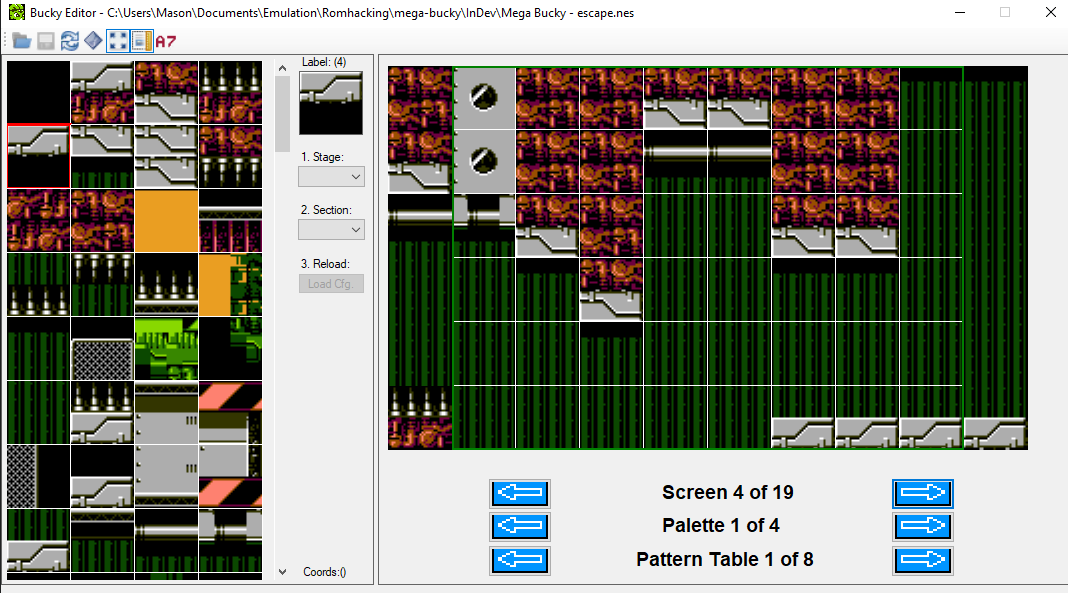 Bucky Editor - C:\Users\Mason\Documents\Emulation\Romhacking\mega-bucky\InDev\Mega Bucky - escape.nes
A7
Label: (4)
1. Stage:
2. Section:
3. Reload:
Load Cfg.
Coords:()
Screen 4 of 19
Palette 1 of 4
Pattern Table 1 of 8